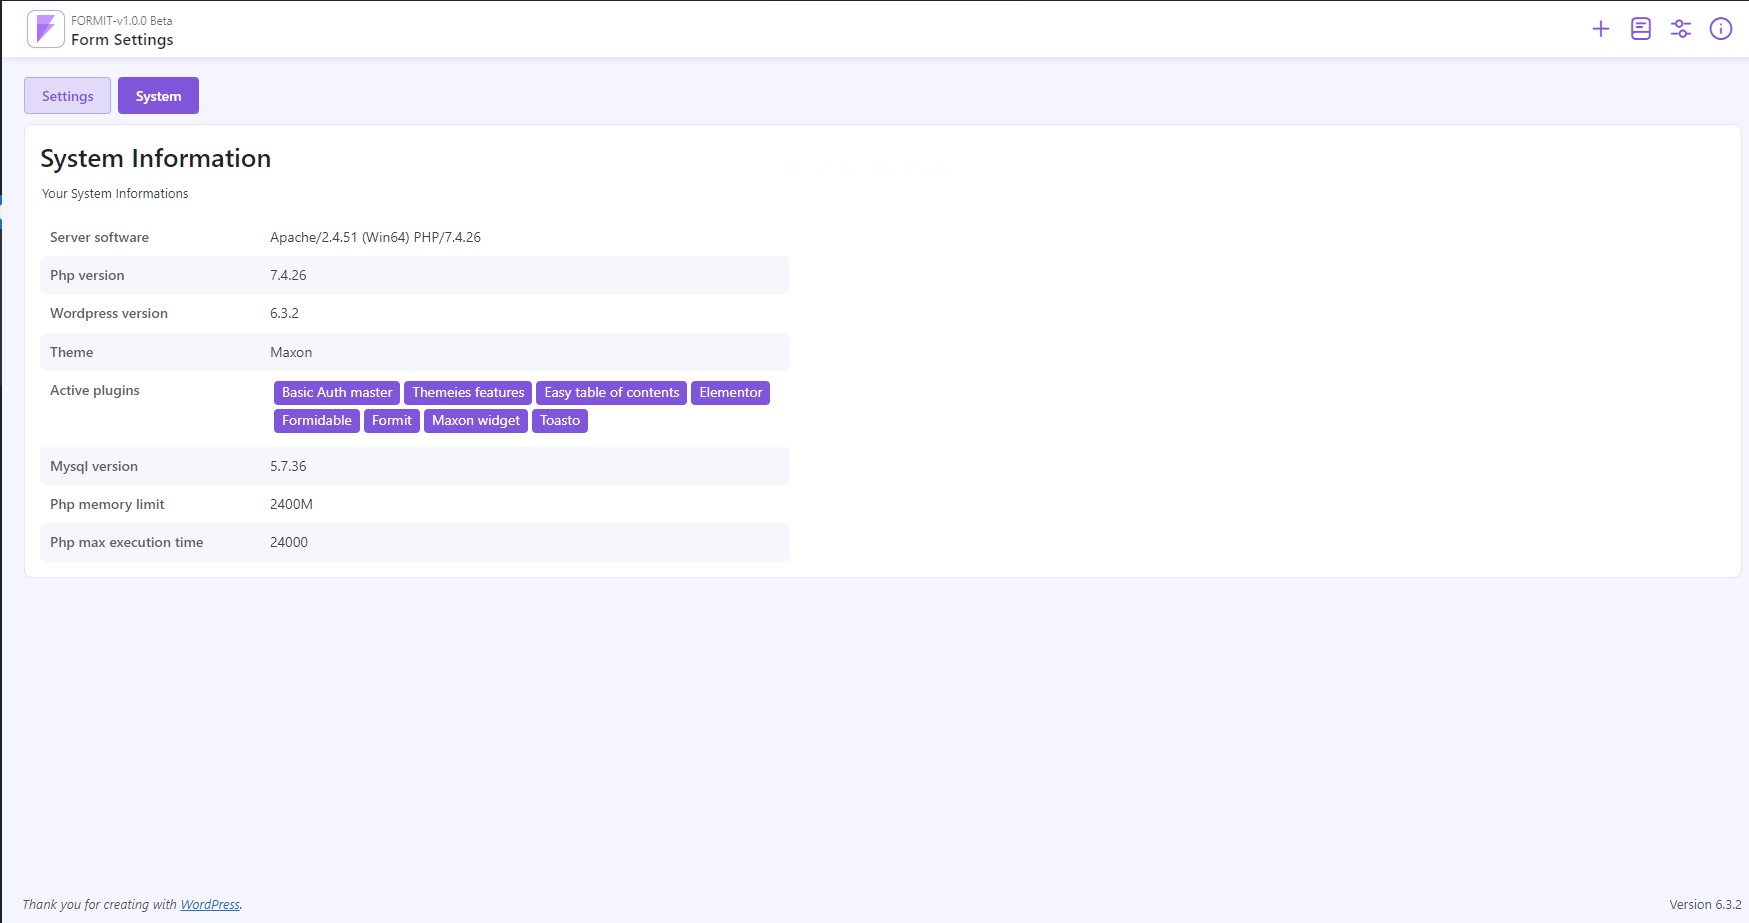 FORMIT-v1.0.0 Beta
Form Settings
Settings System
System Information
Your System Informations
Server software Apache/2.4.51 (Win64) PHP/7.4.26
Php version 7.4.26
Wordpress version 6.3.2
Theme Maxon
Active plugins Basic Auth master Themeies features Easy table of contents Elementor
Formidable Formit Maxon widget Toasto
Mysql version 5.7.36
Php memory limit 2400M
Php max execution time 24000
Thank you for creating with WordPress. Version 6.3.2